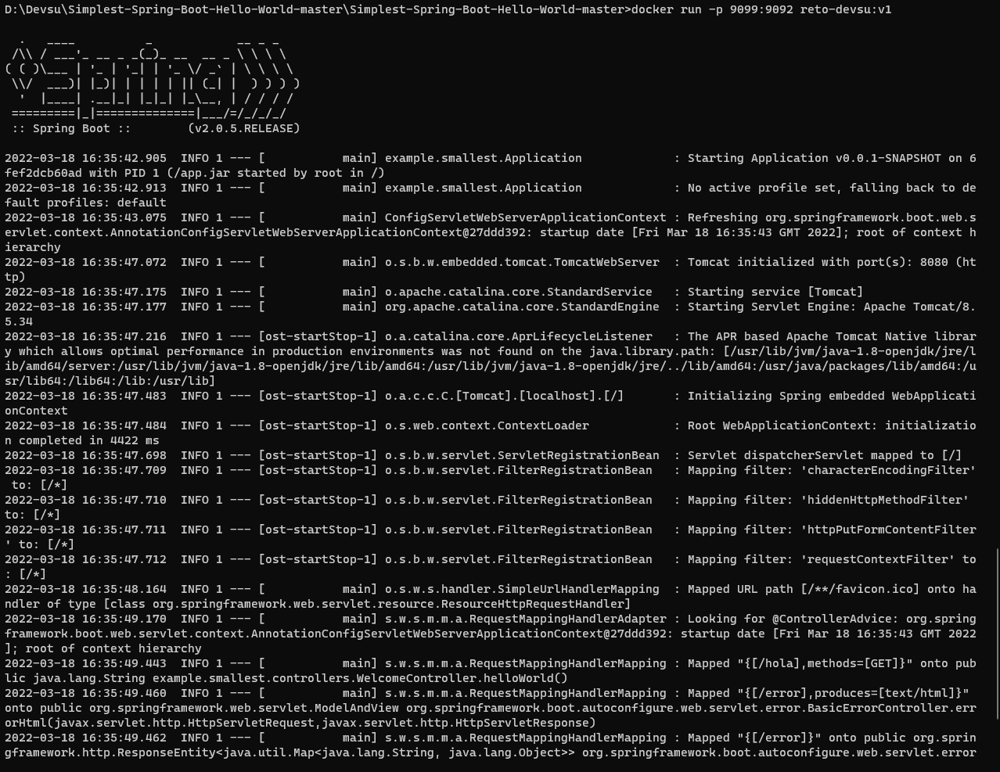 D:\Devsu\Simplest-Spring-Boot-Hello-World-master\Simplest-Spring-Boot-Hello-World-master>docker run -p 9099:9092 reto-devsu:v1
  .   ____          _            __ _ _
 /\\ / ___'_ __ _ _(_)_ __  __ _ \ \ \ \
( ( )\___ | '_ | '_| | '_ \/ _` | \ \ \ \
 \\/  ___)| |_)| | | | | || (_| |  ) ) ) )
  '  |____| .__|_| |_|_| |_\__, | / / / /
 =========|_|==============|___/=/_/_/_/
 :: Spring Boot ::        (v2.0.5.RELEASE)
2022-03-18 16:35:42.905  INFO 1 --- [           main] example.smallest.Application             : Starting Application v0.0.1-SNAPSHOT on 6
fef2dcb60ad with PID 1 (/app.jar started by root in /)
2022-03-18 16:35:42.913  INFO 1 --- [           main] example.smallest.Application             : No active profile set, falling back to de
fault profiles: default
2022-03-18 16:35:43.075  INFO 1 --- [           main] ConfigServletWebServerApplicationContext : Refreshing org.springframework.boot.web.s
ervlet.context.AnnotationConfigServletWebServerApplicationContext@27ddd392: startup date [Fri Mar 18 16:35:43 GMT 2022]; root of context h
ierarchy
2022-03-18 16:35:47.072  INFO 1 --- [           main] o.s.b.w.embedded.tomcat.TomcatWebServer  : Tomcat initialized with port(s): 8080 (ht
tp)
2022-03-18 16:35:47.175  INFO 1 --- [           main] o.apache.catalina.core.StandardService   : Starting service [Tomcat]
2022-03-18 16:35:47.177  INFO 1 --- [           main] org.apache.catalina.core.StandardEngine  : Starting Servlet Engine: Apache Tomcat/8.
5.34
2022-03-18 16:35:47.216  INFO 1 --- [ost-startStop-1] o.a.catalina.core.AprLifecycleListener   : The APR based Apache Tomcat Native librar
y which allows optimal performance in production environments was not found on the java.library.path: [/usr/lib/jvm/java-1.8-openjdk/jre/l
ib/amd64/server:/usr/lib/jvm/java-1.8-openjdk/jre/lib/amd64:/usr/lib/jvm/java-1.8-openjdk/jre/../lib/amd64:/usr/java/packages/lib/amd64:/u
sr/lib64:/lib64:/lib:/usr/lib]
2022-03-18 16:35:47.483  INFO 1 --- [ost-startStop-1] o.a.c.c.C.[Tomcat].[localhost].[/]       : Initializing Spring embedded WebApplicati
onContext
2022-03-18 16:35:47.484  INFO 1 --- [ost-startStop-1] o.s.web.context.ContextLoader            : Root WebApplicationContext: initializatio
n completed in 4422 ms
2022-03-18 16:35:47.698  INFO 1 --- [ost-startStop-1] o.s.b.w.servlet.ServletRegistrationBean  : Servlet dispatcherServlet mapped to [/]
2022-03-18 16:35:47.709  INFO 1 --- [ost-startStop-1] o.s.b.w.servlet.FilterRegistrationBean   : Mapping filter: 'characterEncodingFilter'
 to: [/*]
2022-03-18 16:35:47.710  INFO 1 --- [ost-startStop-1] o.s.b.w.servlet.FilterRegistrationBean   : Mapping filter: 'hiddenHttpMethodFilter'
to: [/*]
2022-03-18 16:35:47.711  INFO 1 --- [ost-startStop-1] o.s.b.w.servlet.FilterRegistrationBean   : Mapping filter: 'httpPutFormContentFilter
' to: [/*]
2022-03-18 16:35:47.712  INFO 1 --- [ost-startStop-1] o.s.b.w.servlet.FilterRegistrationBean   : Mapping filter: 'requestContextFilter' to
: [/*]
2022-03-18 16:35:48.164  INFO 1 --- [           main] o.s.w.s.handler.SimpleUrlHandlerMapping  : Mapped URL path [/**/favicon.ico] onto ha
ndler of type [class org.springframework.web.servlet.resource.ResourceHttpRequestHandler]
2022-03-18 16:35:49.170  INFO 1 --- [           main] s.w.s.m.m.a.RequestMappingHandlerAdapter : Looking for @ControllerAdvice: org.spring
framework.boot.web.servlet.context.AnnotationConfigServletWebServerApplicationContext@27ddd392: startup date [Fri Mar 18 16:35:43 GMT 2022
]; root of context hierarchy
2022-03-18 16:35:49.443  INFO 1 --- [           main] s.w.s.m.m.a.RequestMappingHandlerMapping : Mapped "{[/hola],methods=[GET]}" onto pub
lic java.lang.String example.smallest.controllers.WelcomeController.helloWorld()
2022-03-18 16:35:49.460  INFO 1 --- [           main] s.w.s.m.m.a.RequestMappingHandlerMapping : Mapped "{[/error],produces=[text/html]}"
onto public org.springframework.web.servlet.ModelAndView org.springframework.boot.autoconfigure.web.servlet.error.BasicErrorController.err
orHtml(javax.servlet.http.HttpServletRequest,javax.servlet.http.HttpServletResponse)
2022-03-18 16:35:49.462  INFO 1 --- [           main] s.w.s.m.m.a.RequestMappingHandlerMapping : Mapped "{[/error]}" onto public org.sprin
gframework.http.ResponseEntity<java.util.Map<java.lang.String, java.lang.Object>> org.springframework.boot.autoconfigure.web.servlet.error